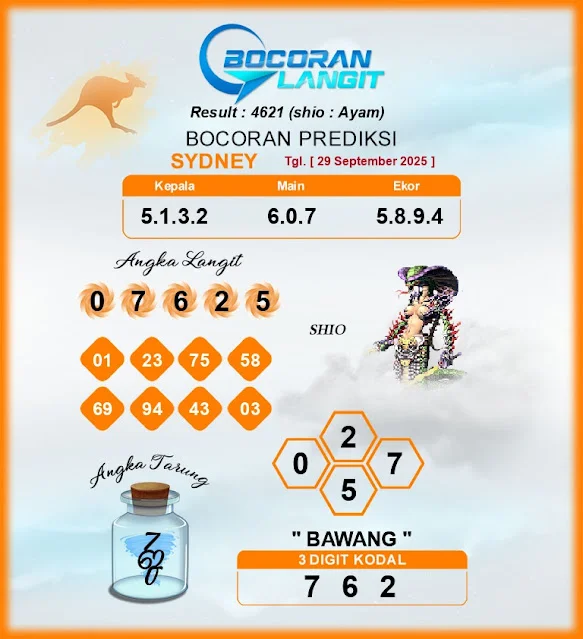 BOCORAN
LANGIT
Result : 4621 (shio : Ayam)
BOCORAN PREDIKSI
SYDNEY Tgl. [ 29 September 2025 ]
Kepala Main Ekor
5.1.3.2 6.0.7 5.8.9.4
Angka Langit
0 7 6 2 5
SHIO
01 23 75 58
69 94 43 03
2
0 7
5
Angka Tarung
" BAWANG "
3 DIGIT KODAL
7 6 2